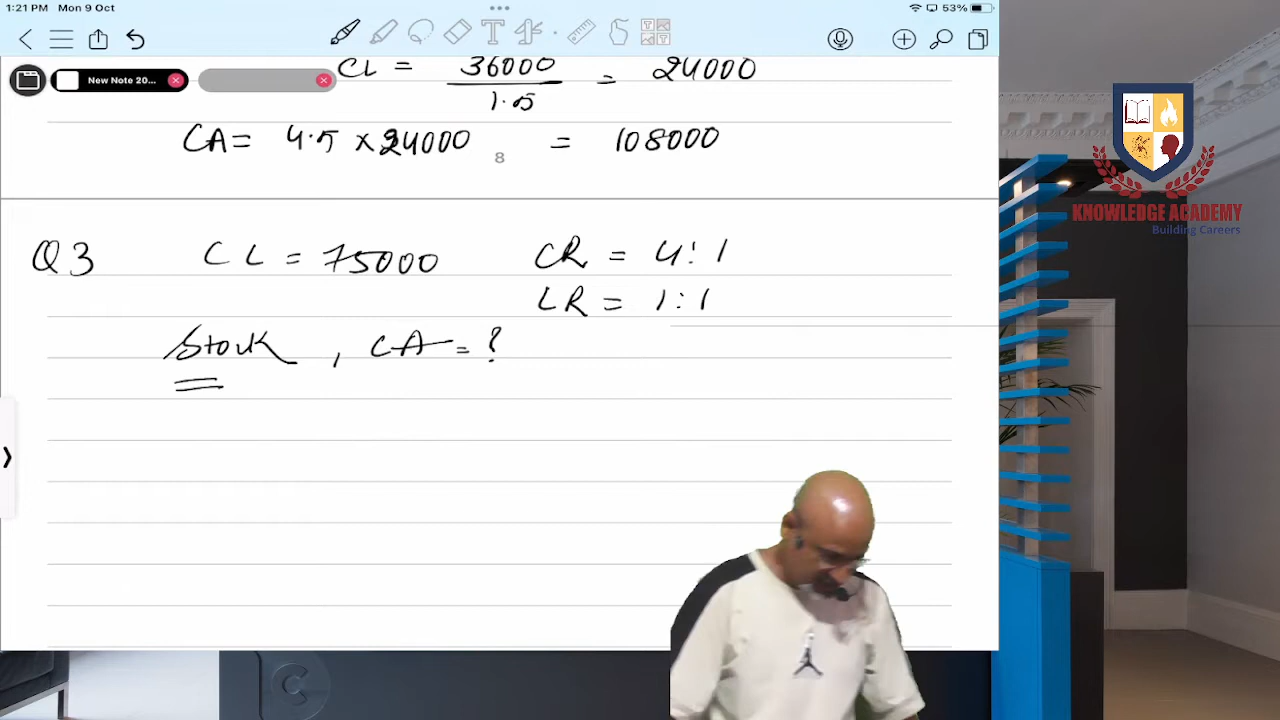 1:21 PM Mon 9 Oct 53%
New Note 20...
CL = 36000 / 1.5 = 24000
CA = 4.5 x 24000 = 108000
8
Q3 CL = 75000 CR = 4:1
LR = 1:1
Stock, CA = ?
KNOWLEDGE ACADEMY
Building Careers